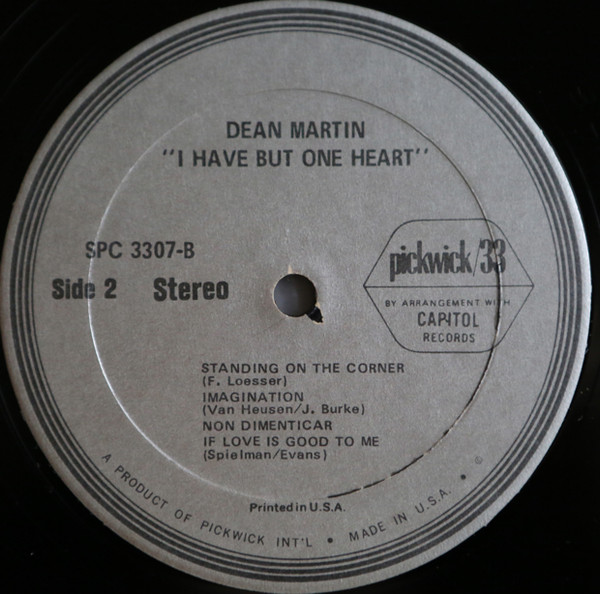 DEAN MARTIN
"I HAVE BUT ONE HEART"
SPC 3307-B
Side 2 Stereo
pickwick/33
BY ARRANGEMENT WITH
CAPITOL
RECORDS
STANDING ON THE CORNER
(F. Loesser)
IMAGINATION
(Van Heusen/J. Burke)
NON DIMENTICAR
IF LOVE IS GOOD TO ME
(Spielman/Evans)
Printed in U.S.A.
A PRODUCT OF PICKWICK INT'L • MADE IN U.S.A. • ©